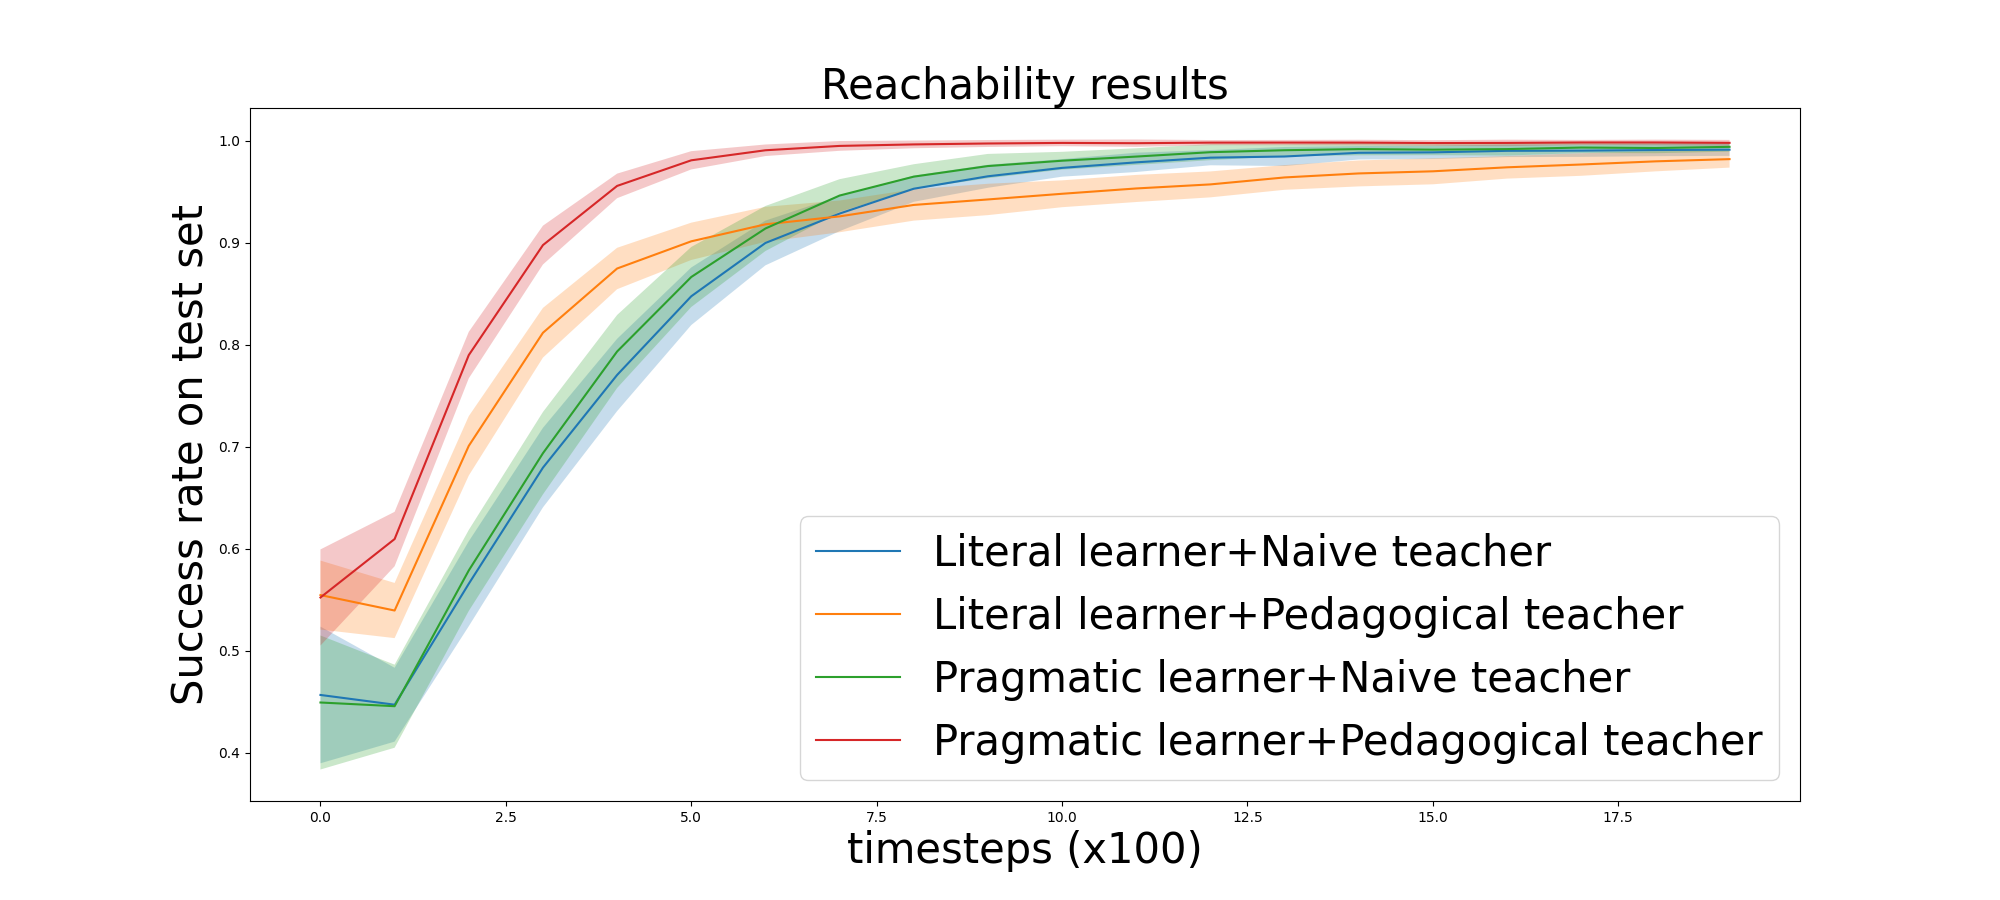 Reachability results
Success rate on test set
1.0
0.9
0.8
0.7
0.6
0.5
0.4
Literal learner+Naive teacher
Literal learner+Pedagogical teacher
Pragmatic learner+Naive teacher
Pragmatic learner+Pedagogical teacher
0.0 2.5 5.0 7.5 10.0 12.5 15.0 17.5
timesteps (x100)